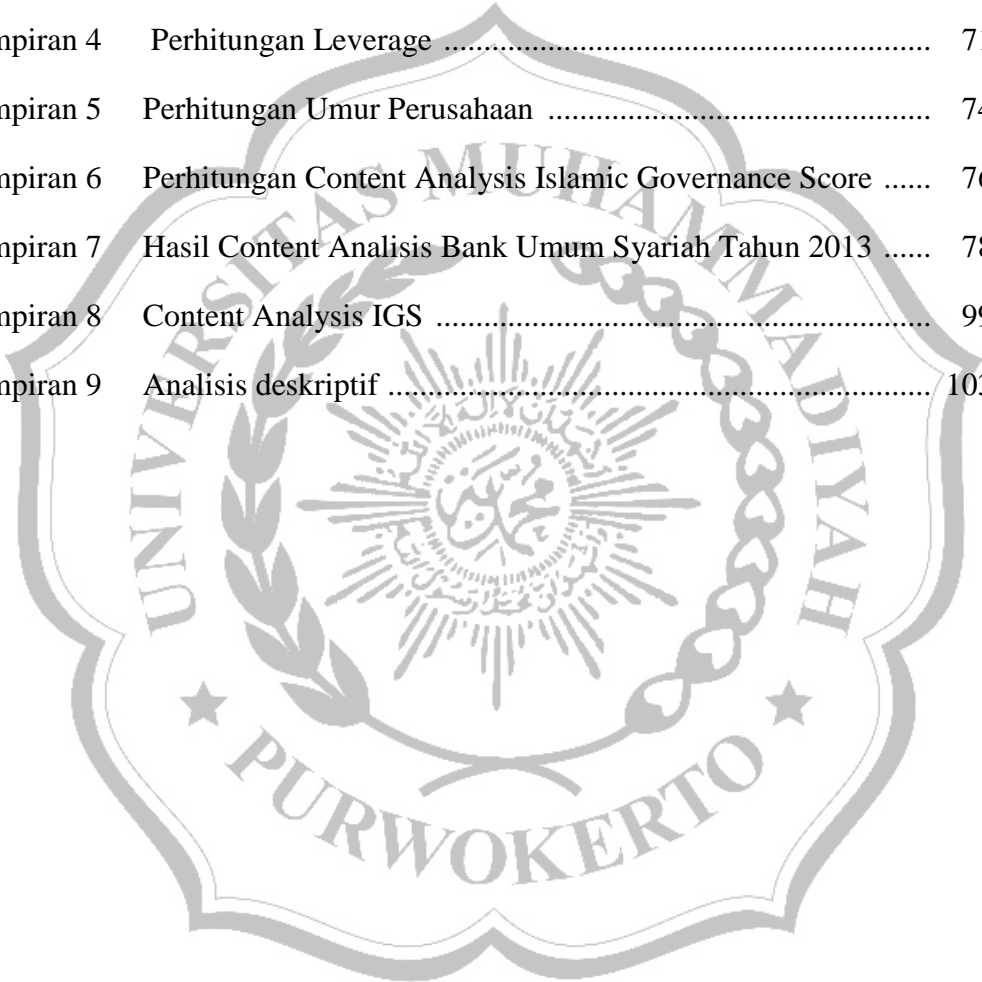 mpiran 4 Perhitungan Leverage ............................................................. 71
mpiran 5 Perhitungan Umur Perusahaan ................................................ 74
mpiran 6 Perhitungan Content Analysis Islamic Governance Score ...... 76
mpiran 7 Hasil Content Analisis Bank Umum Syariah Tahun 2013 ...... 78
mpiran 8 Content Analysis IGS .............................................................. 99
mpiran 9 Analisis deskriptif .................................................................... 103
UNIVERSITAS MUHAMMADIYAH
PURWOKERTO